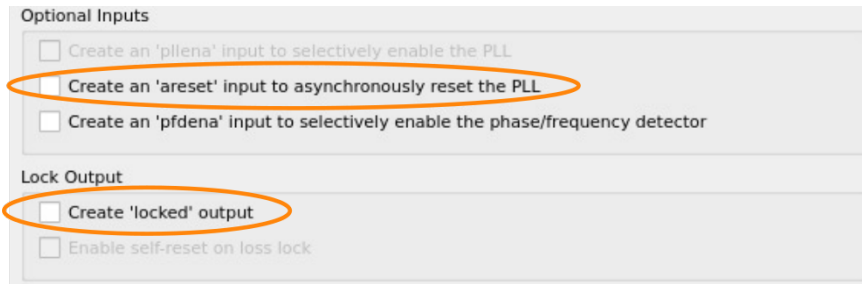 Optional Inputs
Create an 'pllena' input to selectively enable the PLL
Create an 'areset' input to asynchronously reset the PLL
Create an 'pfdena' input to selectively enable the phase/frequency detector
Lock Output
Create 'locked' output
Enable self-reset on loss lock